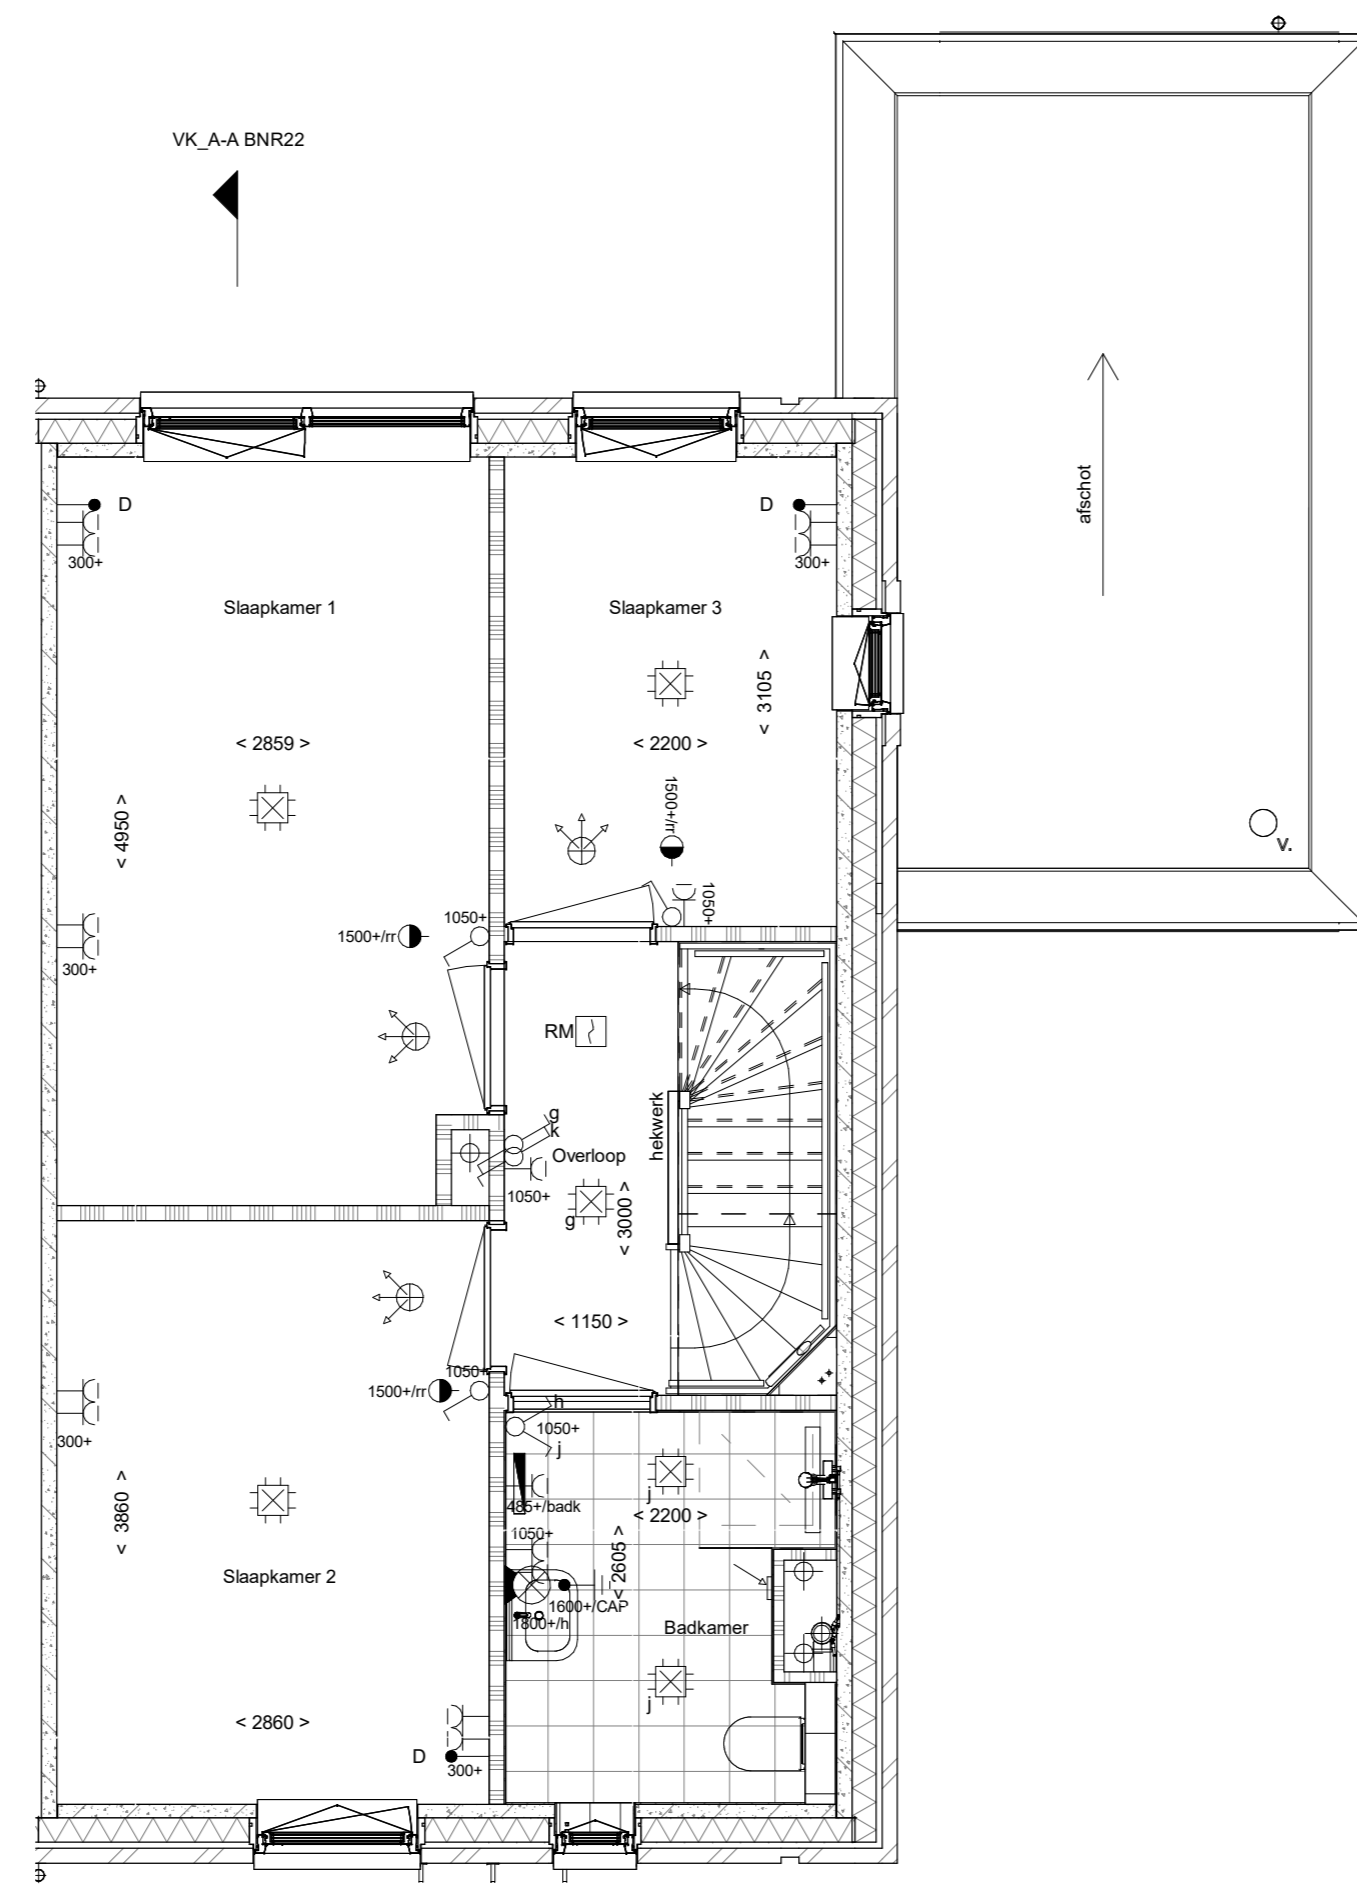 VK_A-A BNR22
afschot
V.
D
300+
Slaapkamer 1
< 2859 >
< 4950 >
300+
1500+/rr
1050+
D
300+
Slaapkamer 3
< 3105 >
< 2200 >
1500+/rr
1050+
RM
hekwerk
g
k
Overloop
1050+
g
< 3000 >
< 1150 >
1050+
1500+/rr
300+
< 3860 >
Slaapkamer 2
< 2860 >
D
300+
h
1050+
j
j
485+/badk
< 2200 >
1050+
< 2605 >
1600+/CAP
1800+/h
Badkamer
j